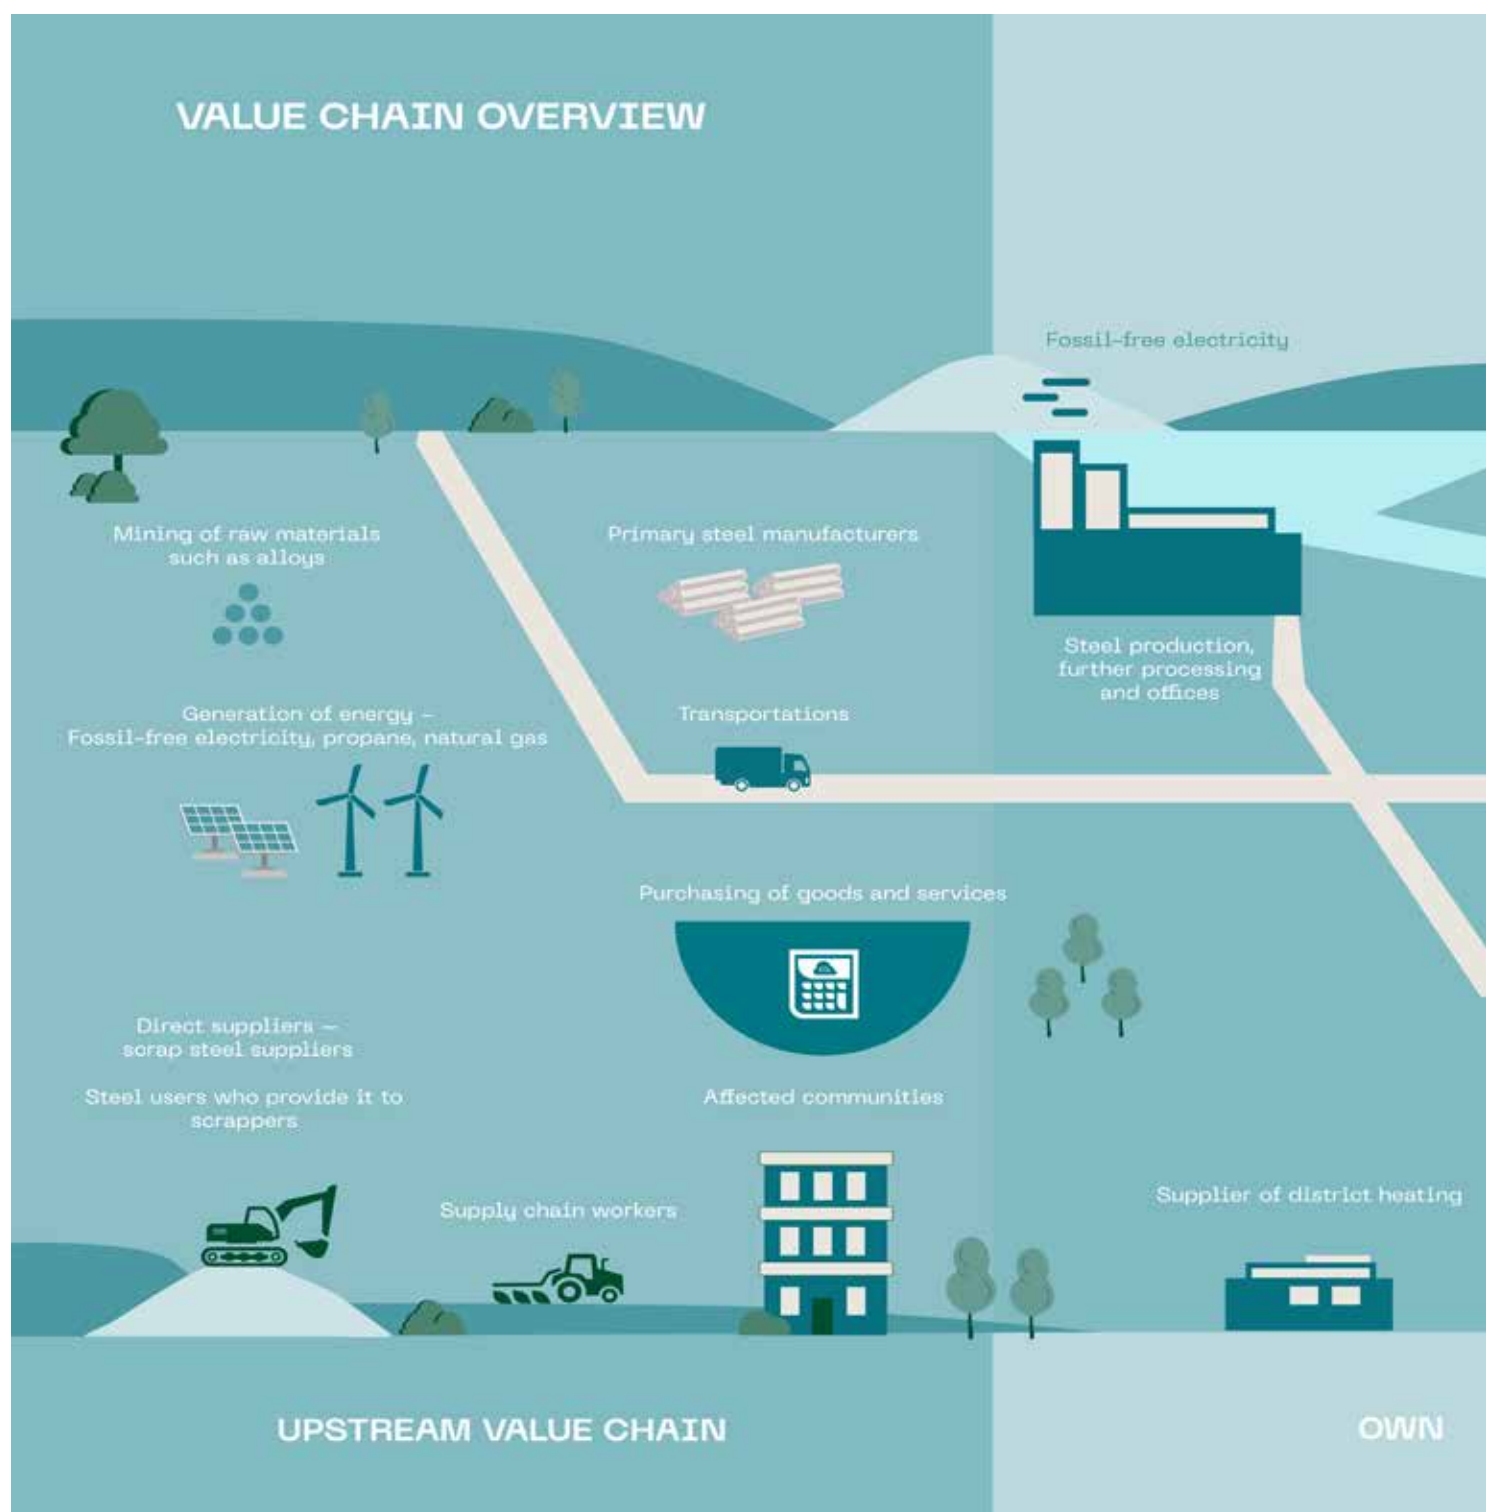 VALUE CHAIN OVERVIEW
Fossil-free electricity
Mining of raw materials
such as alloys
Primary steel manufacturers
Steel production,
further processing
and offices
Generation of energy –
Fossil-free electricity, propane, natural gas
Transportations
Purchasing of goods and services
Direct suppliers –
scrap steel suppliers
Steel users who provide it to
scrappers
Affected communities
Supply chain workers
Supplier of district heating
UPSTREAM VALUE CHAIN
OWN